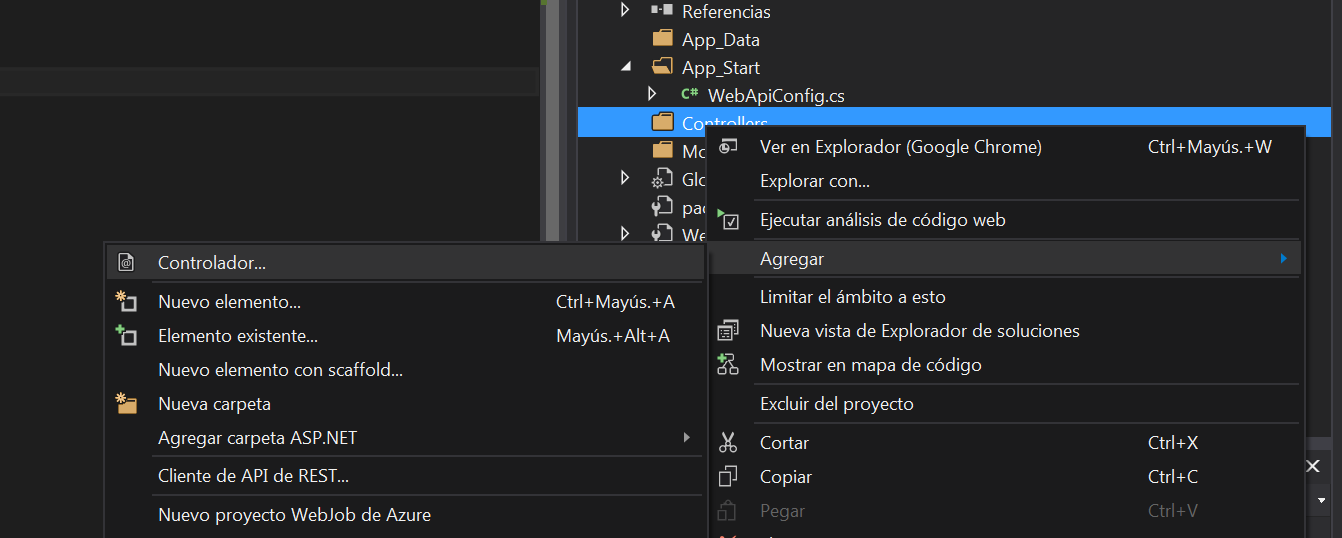 Referencias
App_Data
App_Start
C# WebApiConfig.cs
Controllers
Mo
Glo
pac
We
Ver en Explorador (Google Chrome) Ctrl+Mayús.+W
Explorar con...
Ejecutar análisis de código web
Agregar
Limitar el ámbito a esto
Nueva vista de Explorador de soluciones
Mostrar en mapa de código
Excluir del proyecto
Cortar Ctrl+X
Copiar Ctrl+C
Pegar Ctrl+V
Controlador...
Nuevo elemento... Ctrl+Mayús.+A
Elemento existente... Mayús.+Alt+A
Nuevo elemento con scaffold...
Nueva carpeta
Agregar carpeta ASP.NET
Cliente de API de REST...
Nuevo proyecto WebJob de Azure